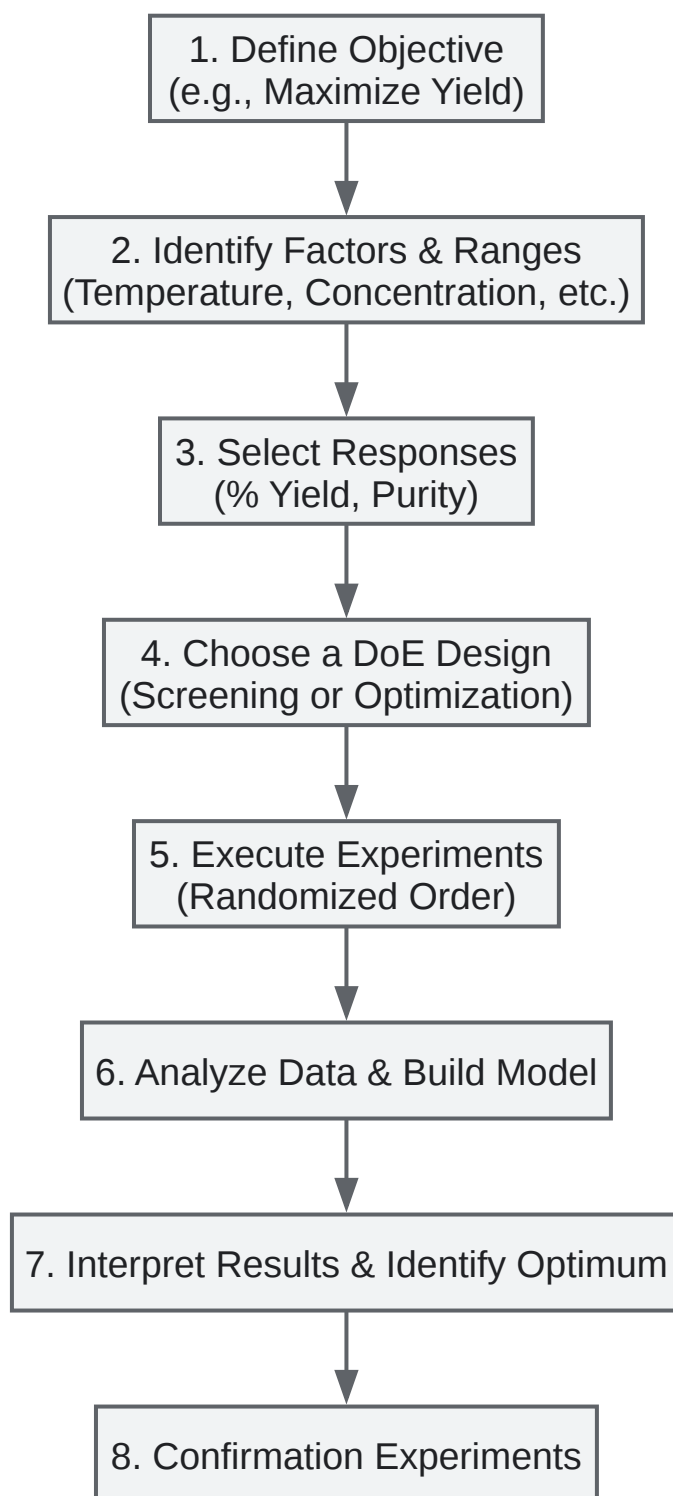 1. Define Objective
(e.g., Maximize Yield)
2. Identify Factors & Ranges
(Temperature, Concentration, etc.)
3. Select Responses
(% Yield, Purity)
4. Choose a DoE Design
(Screening or Optimization)
5. Execute Experiments
(Randomized Order)
6. Analyze Data & Build Model
7. Interpret Results & Identify Optimum
8. Confirmation Experiments